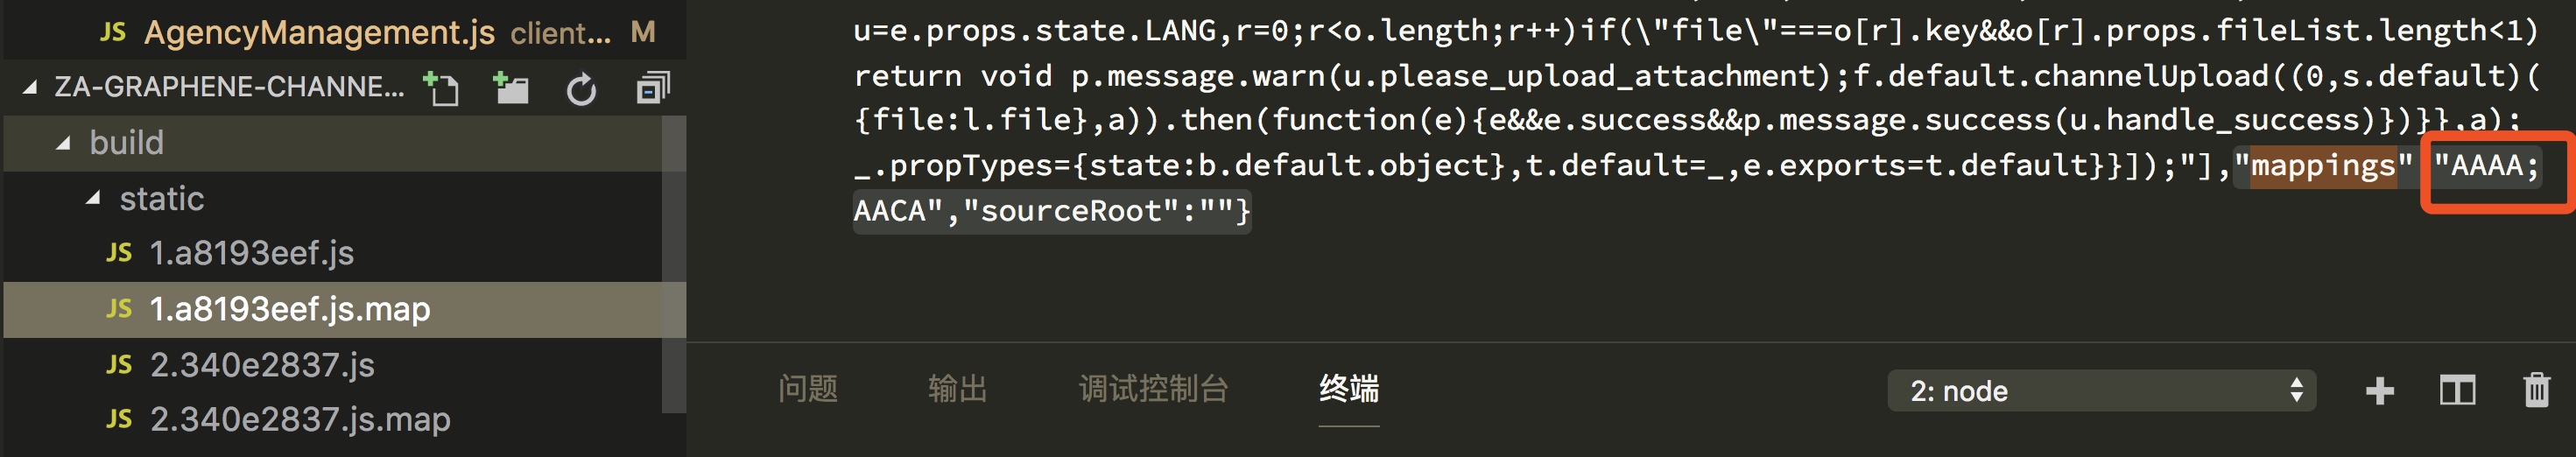 JS AgencyManagement.js client... M
ZA-GRAPHENE-CHANNE...
build
static
JS 1.a8193eef.js
JS 1.a8193eef.js.map
JS 2.340e2837.js
JS 2.340e2837.js.map
u=e.props.state.LANG,r=0;r<o.length;r++)if(\"file\"===o[r].key&&o[r].props.fileList.length<1)
return void p.message.warn(u.please_upload_attachment);f.default.channelUpload((0,s.default)(
{file:l.file},a)).then(function(e){e&&e.success&&p.message.success(u.handle_success)})}},a);
_.propTypes={state:b.default.object},t.default=_,e.exports=t.default}}]);"],"mappings" "AAAA;
AACA","sourceRoot":""}
问题 输出 调试控制台 终端 2: node